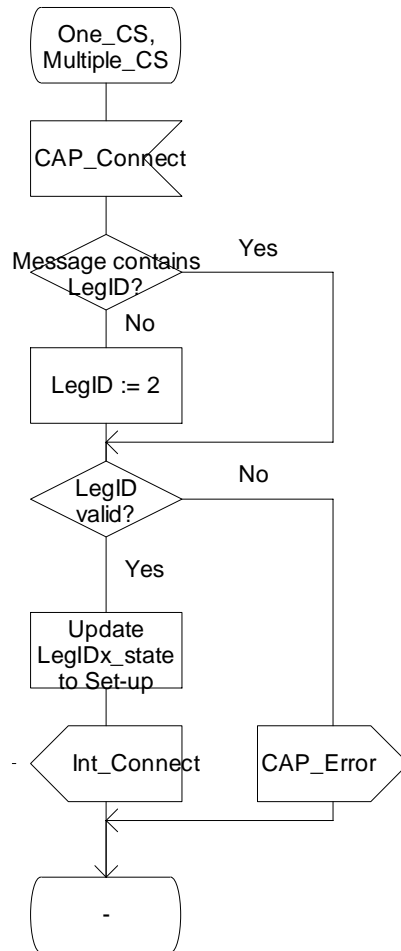 One_CS,
Multiple_CS
CAP_Connect
Message contains
LegID?
Yes
No
LegID := 2
LegID
valid?
No
Yes
Update
LegIDx_state
to Set-up
-
Int_Connect
CAP_Error
-